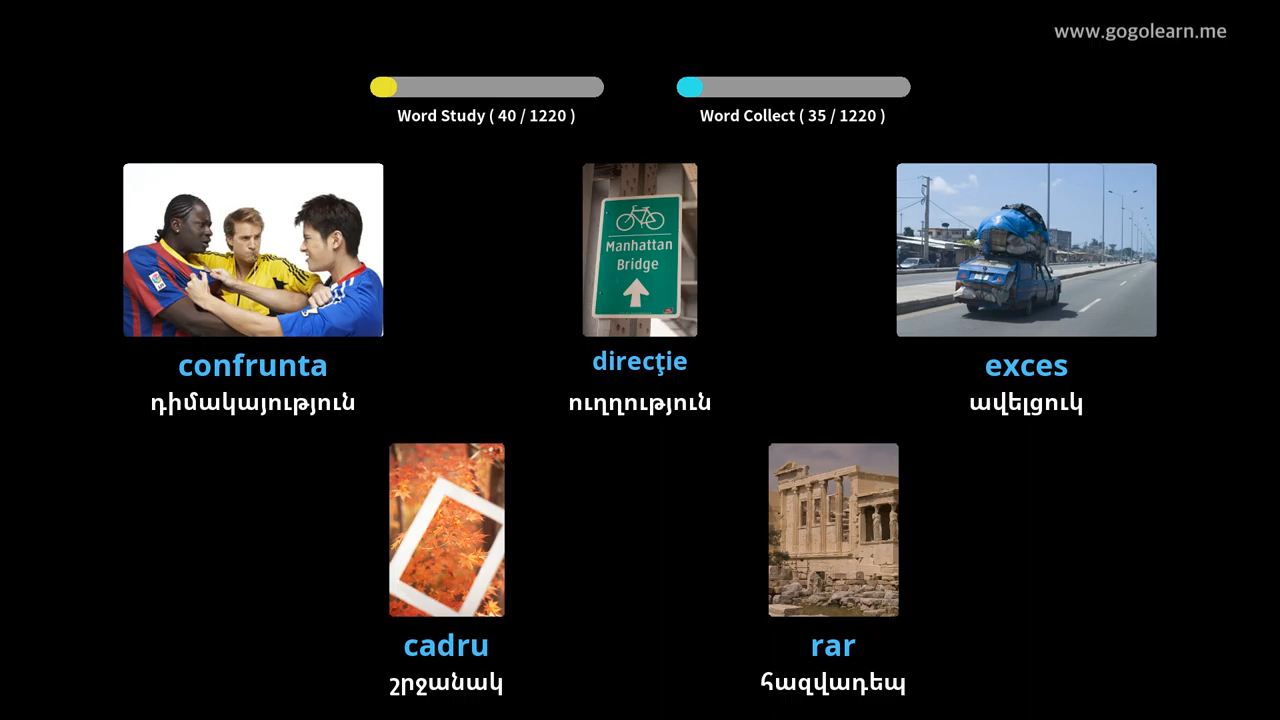 www.gogolearn.me
Word Study ( 40 / 1220 )
Word Collect ( 35 / 1220 )
Manhattan
Bridge
confrunta
direcţie
exces
դիմակայություն
ուղղություն
ավելցուկ
cadru
rar
շրջանակ
հազվադեպ